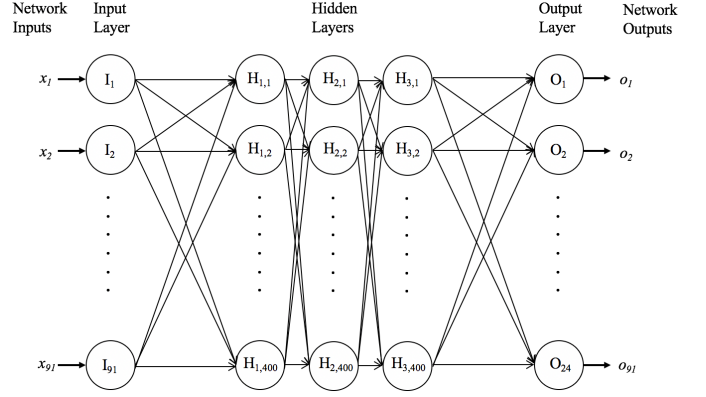 Network Inputs
Input Layer
Hidden Layers
Output Layer
Network Outputs
x1 I1 H1,1 H2,1 H3,1 O1 o1
x2 I2 H1,2 H2,2 H3,2 O2 o2
x91 I91 H1,400 H2,400 H3,400 O24 o91